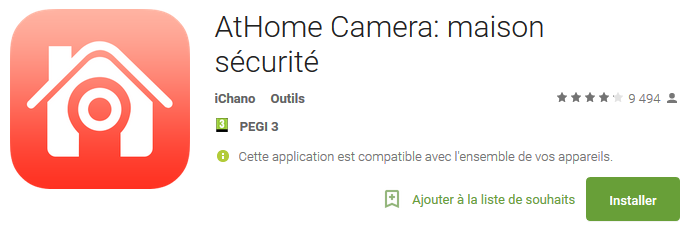 AtHome Camera: maison
sécurité
iChano Outils 9 494
3 PEGI 3
Cette application est compatible avec l'ensemble de vos appareils.
Ajouter à la liste de souhaits Installer